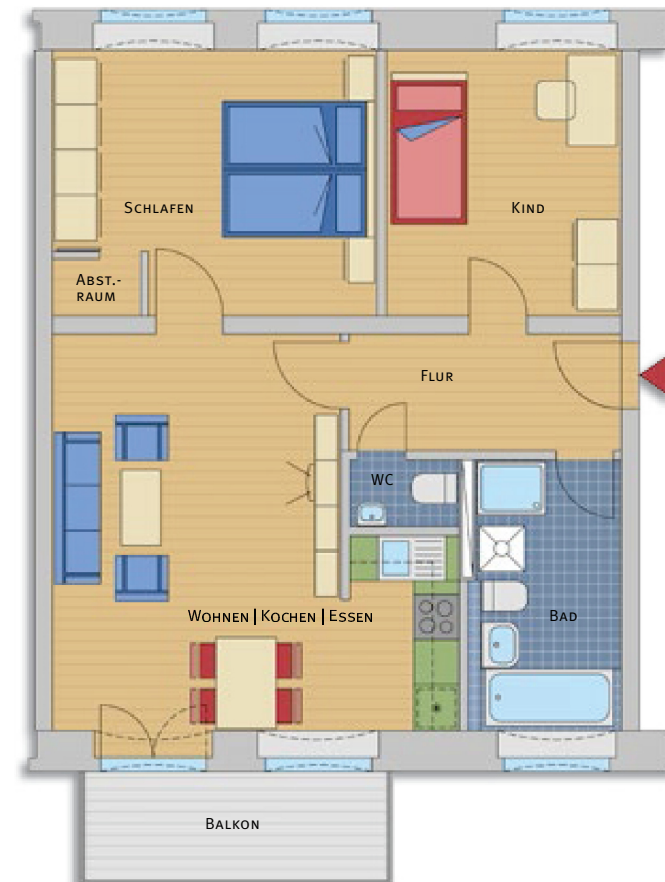 Schlafen
Kind
Abst.-
raum
Flur
WC
Wohnen | Kochen | Essen
Bad
Balkon